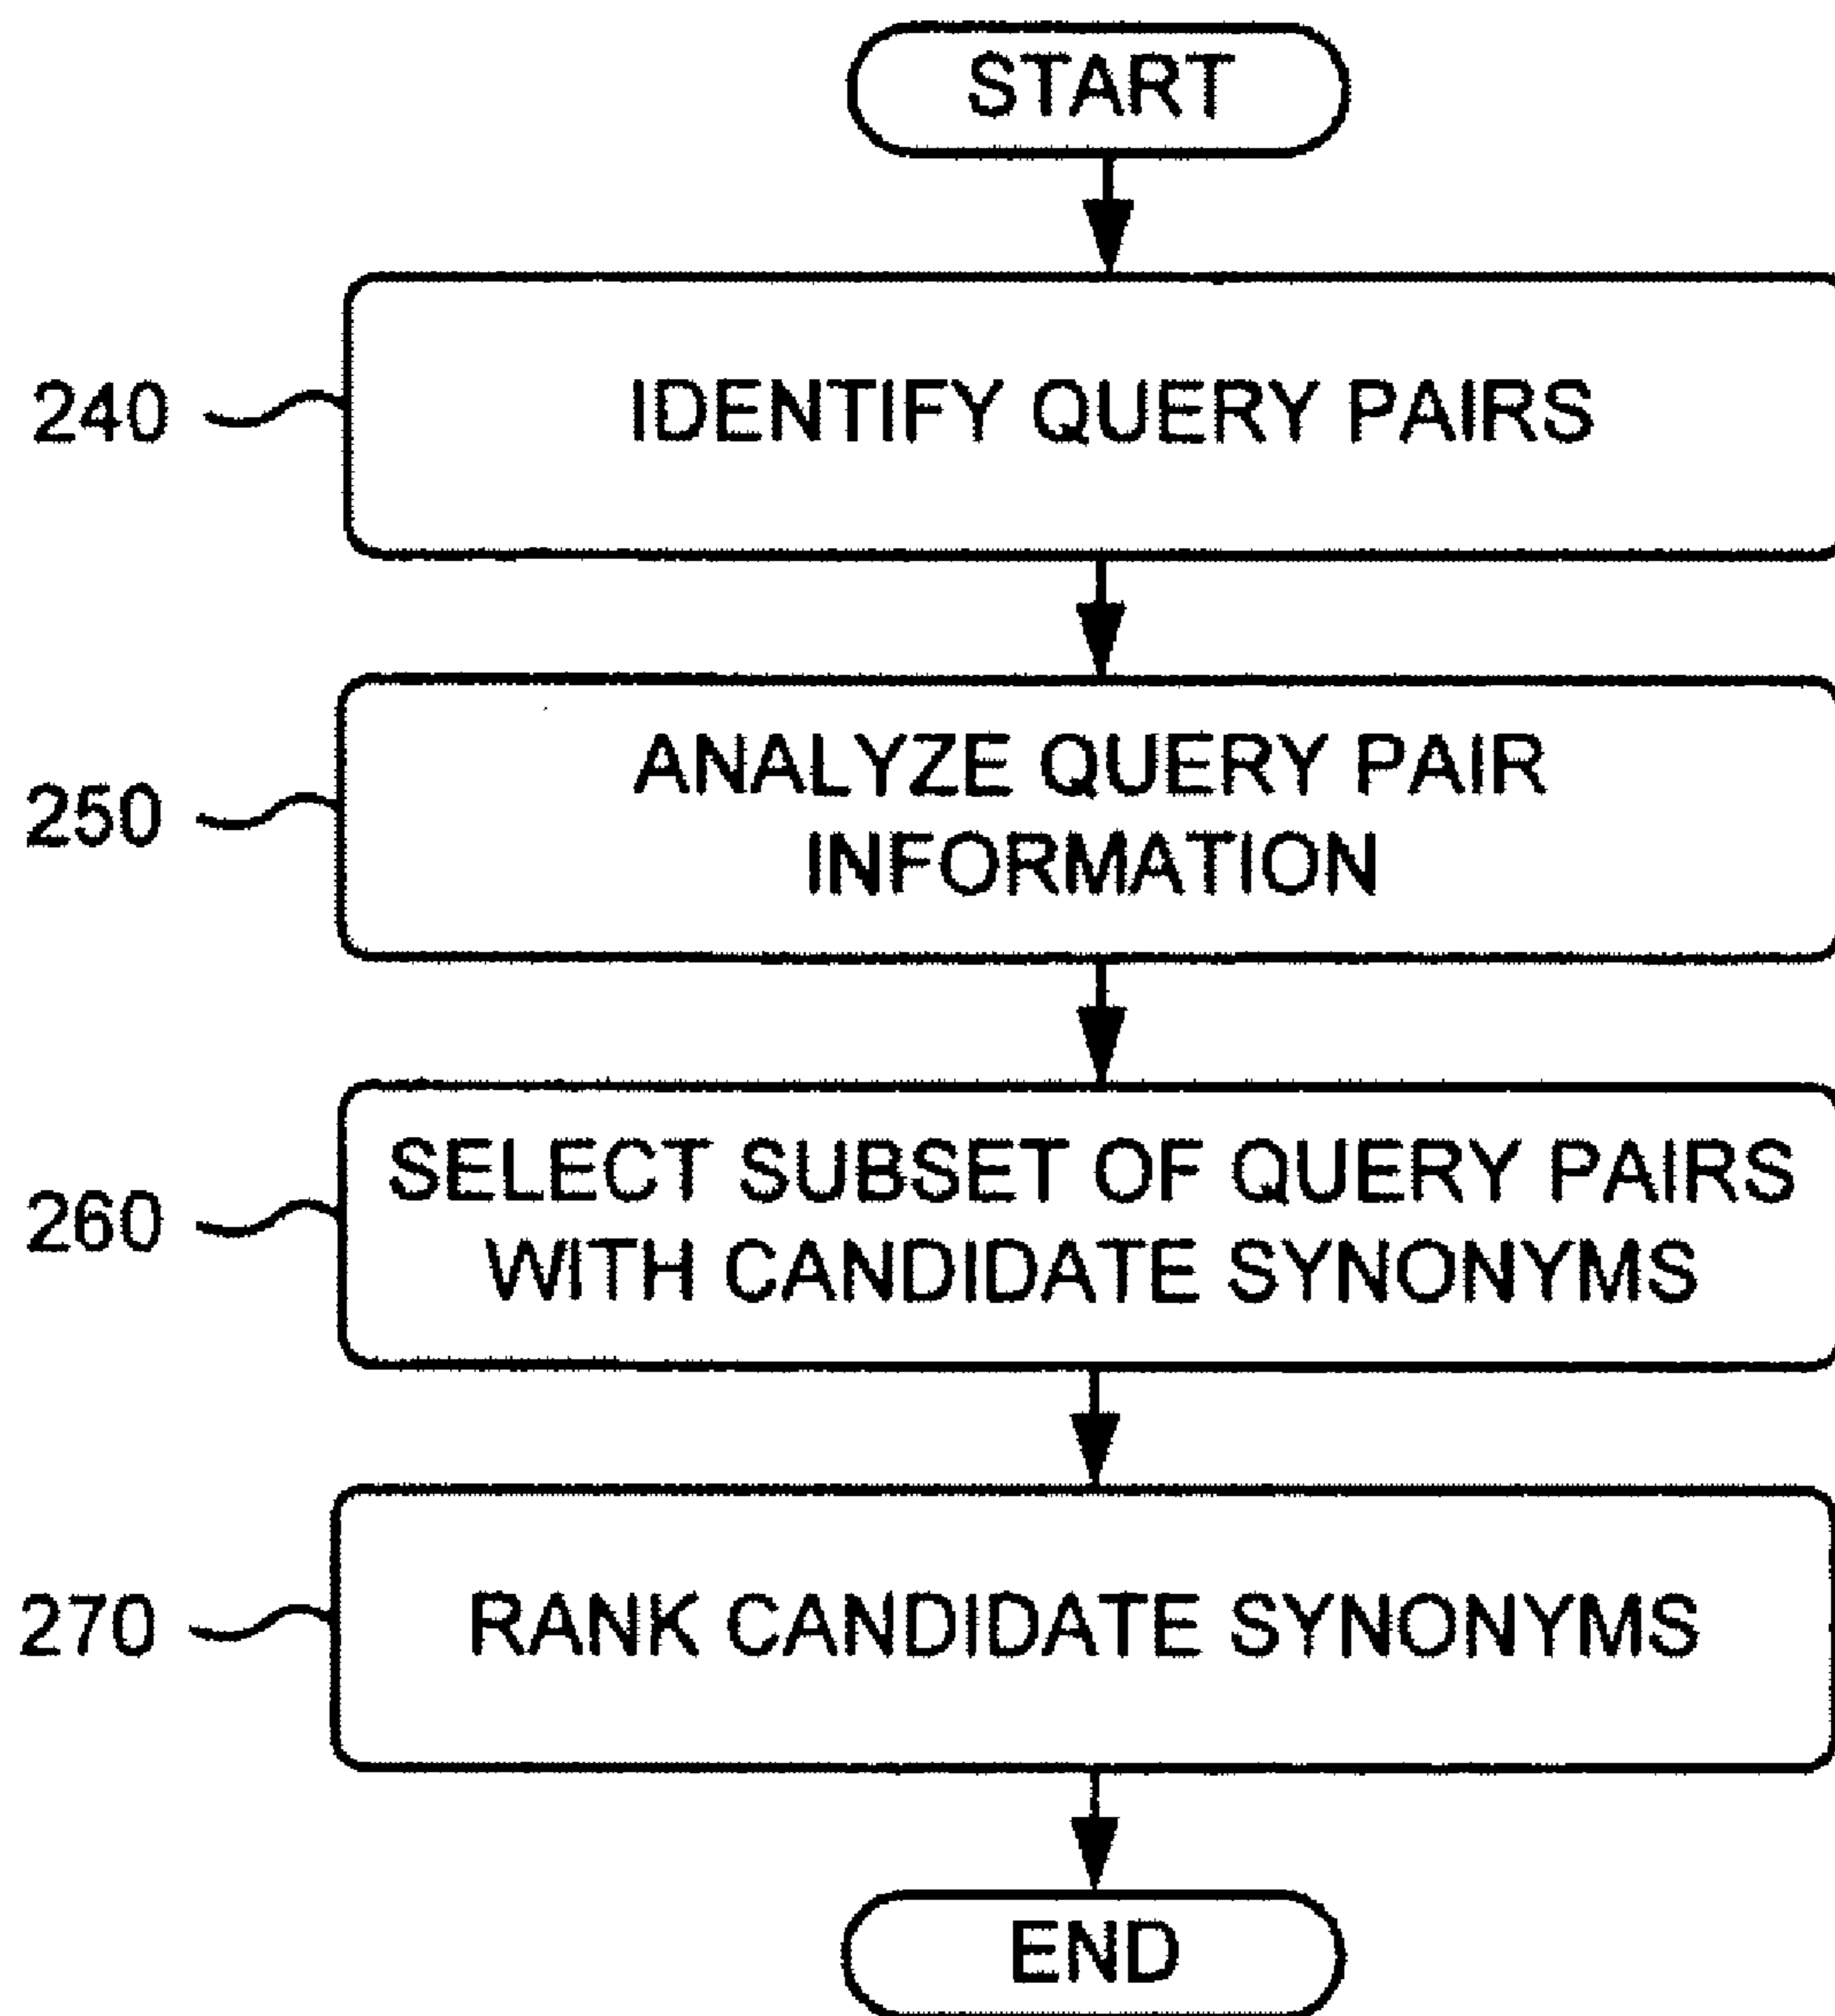 START
240
IDENTIFY QUERY PAIRS
250
ANALYZE QUERY PAIR
INFORMATION
260
SELECT SUBSET OF QUERY PAIRS
WITH CANDIDATE SYNONYMS
270
RANK CANDIDATE SYNONYMS
END